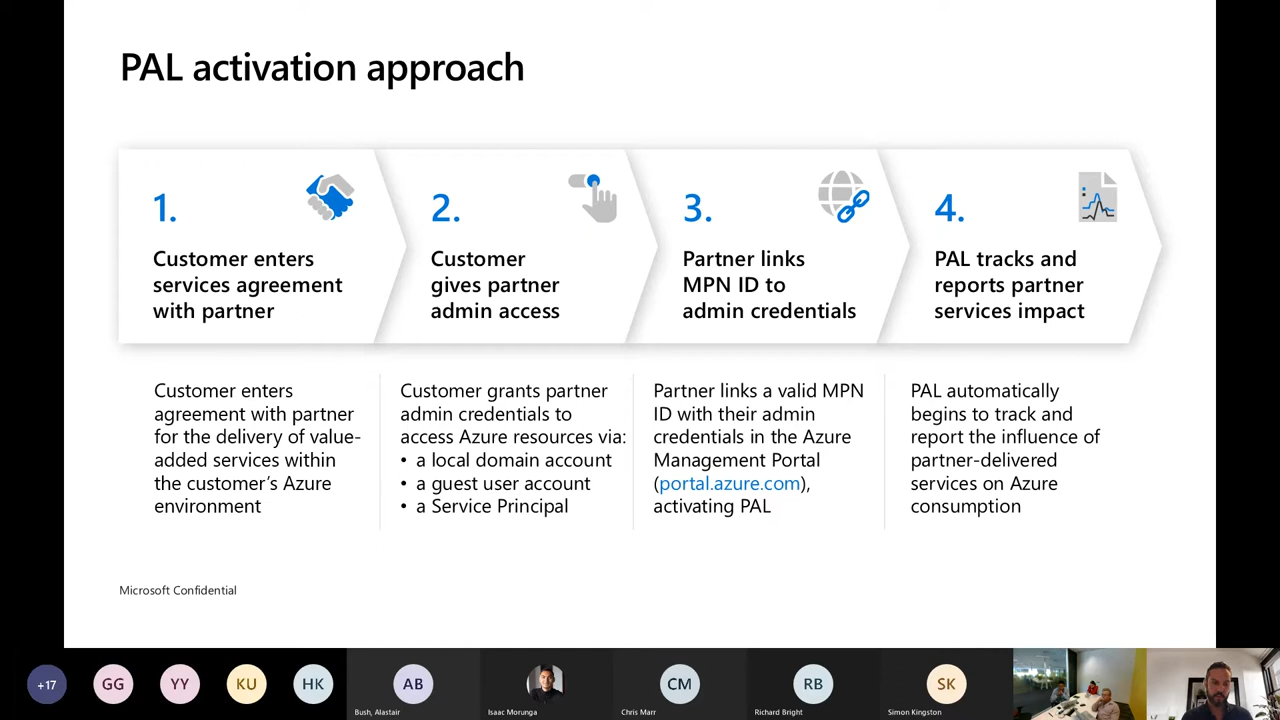 PAL activation approach
1.
Customer enters
services agreement
with partner
2.
Customer
gives partner
admin access
3.
Partner links
MPN ID to
admin credentials
4.
PAL tracks and
reports partner
services impact
Customer enters
agreement with partner
for the delivery of value-
added services within
the customer's Azure
environment
Customer grants partner
admin credentials to
access Azure resources via:
• a local domain account
• a guest user account
• a Service Principal
Partner links a valid MPN
ID with their admin
credentials in the Azure
Management Portal
(portal.azure.com),
activating PAL
PAL automatically
begins to track and
report the influence of
partner-delivered
services on Azure
consumption
Microsoft Confidential
+17
GG
YY
KU
HK
AB
CM
RB
SK
Bush, Alastair
Isaac Morunga
Chris Marr
Richard Bright
Simon Kingston